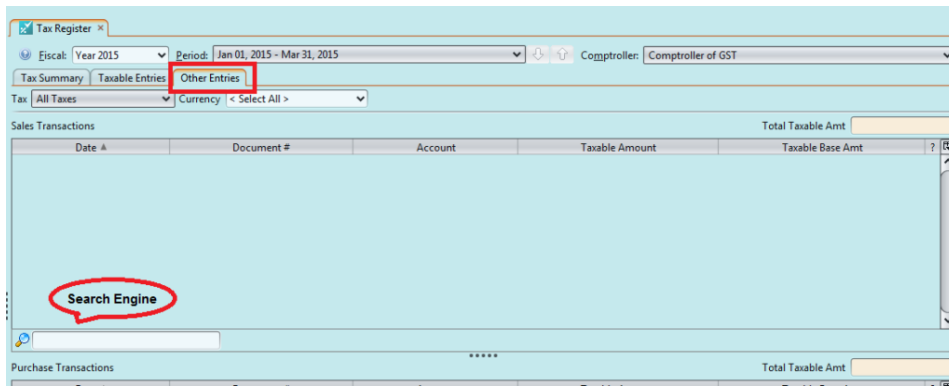 Tax Register
Fiscal: Year 2015 Period: Jan 01, 2015 - Mar 31, 2015 Comptroller: Comptroller of GST
Tax Summary Taxable Entries Other Entries
Tax All Taxes Currency < Select All >
Sales Transactions Total Taxable Amt
Date Document # Account Taxable Amount Taxable Base Amt ?
Search Engine
Purchase Transactions Total Taxable Amt